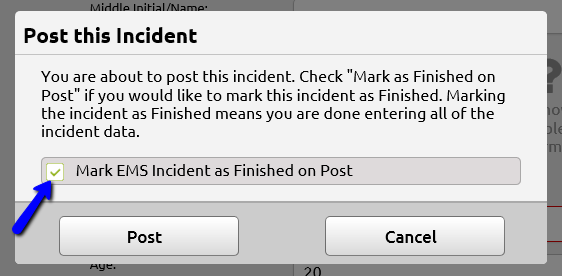 Middle Initial/Name:
Post this Incident
You are about to post this incident. Check "Mark as Finished on
Post" if you would like to mark this incident as Finished. Marking
the incident as Finished means you are done entering all of the
incident data.
Mark EMS Incident as Finished on Post
Post
Cancel
Age:
20